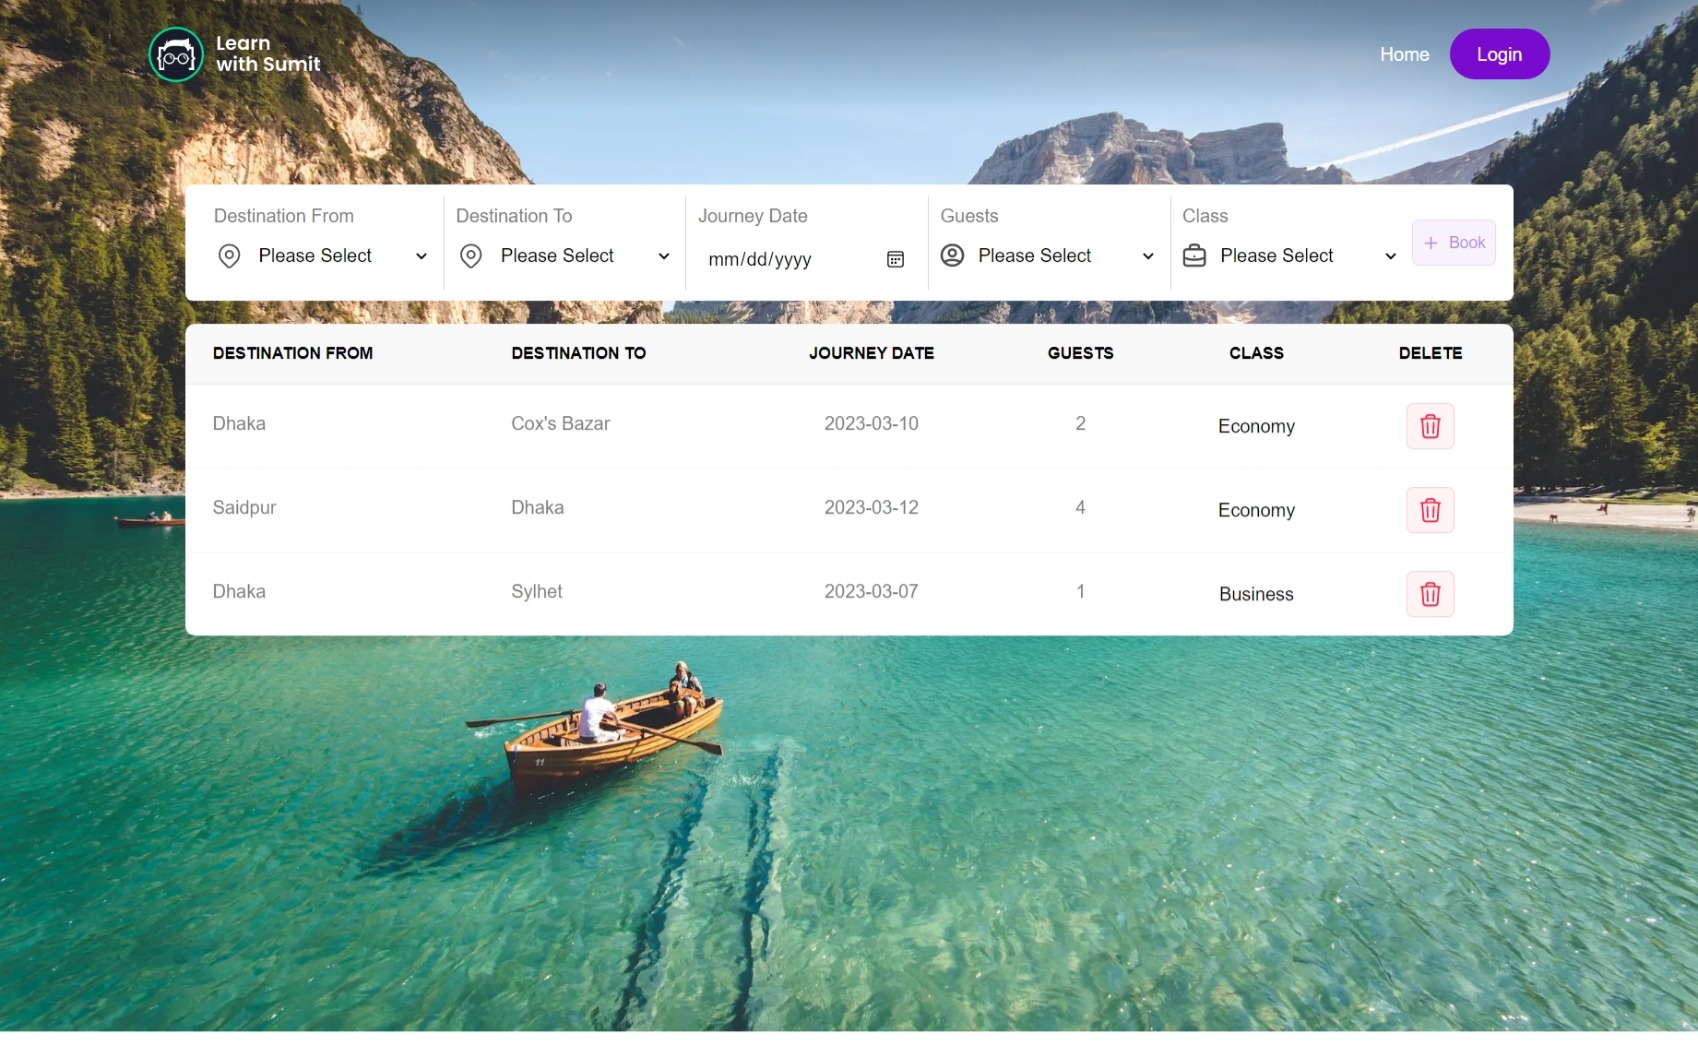 Learn
with Sumit
Home
Login
Destination From
Please Select
Destination To
Please Select
Journey Date
mm/dd/yyyy
Guests
Please Select
Class
Please Select
+ Book
DESTINATION FROM DESTINATION TO JOURNEY DATE GUESTS CLASS DELETE
Dhaka Cox's Bazar 2023-03-10 2 Economy
Saidpur Dhaka 2023-03-12 4 Economy
Dhaka Sylhet 2023-03-07 1 Business
11